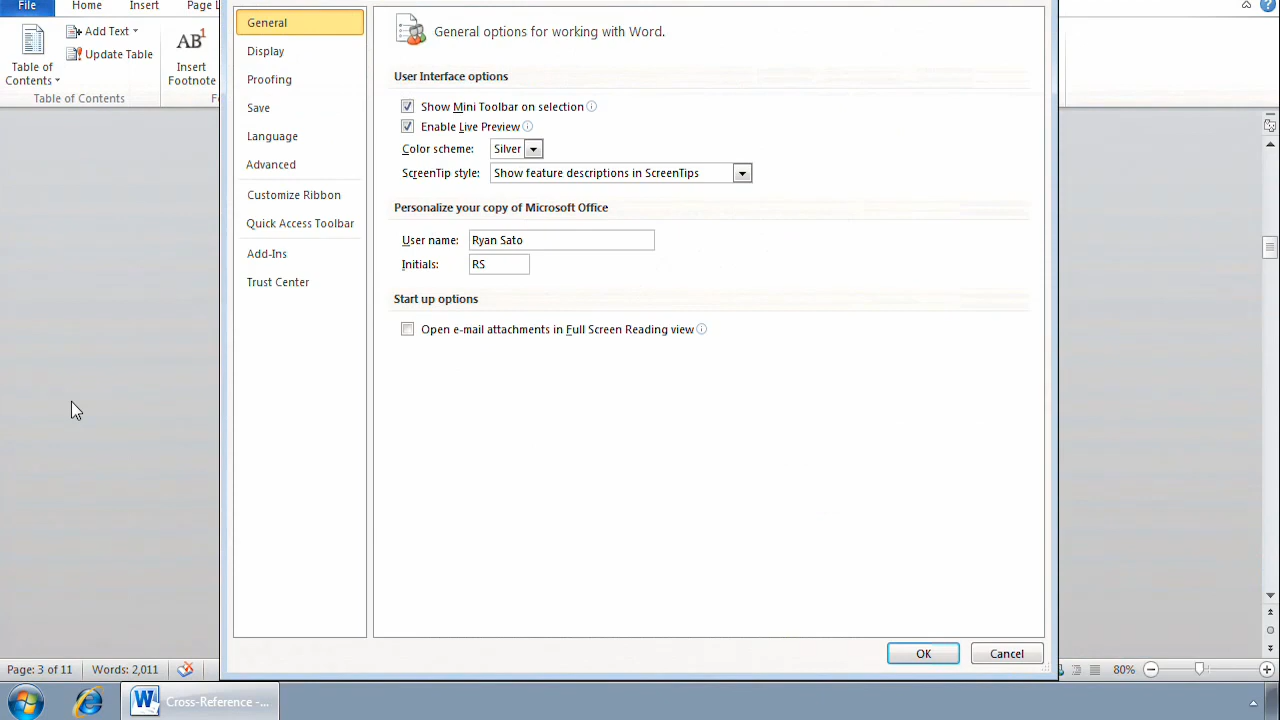 File Home Insert Page L
Add Text
Update Table
Table of
Contents
AB1
Insert
Footnote
Table of Contents
General
Display
Proofing
Save
Language
Advanced
Customize Ribbon
Quick Access Toolbar
Add-Ins
Trust Center
General options for working with Word.
User Interface options
Show Mini Toolbar on selection
Enable Live Preview
Color scheme: Silver
ScreenTip style: Show feature descriptions in ScreenTips
Personalize your copy of Microsoft Office
User name: Ryan Sato
Initials: RS
Start up options
Open e-mail attachments in Full Screen Reading view
OK Cancel
Page: 3 of 11 Words: 2,011 80%
Cross-Reference -...